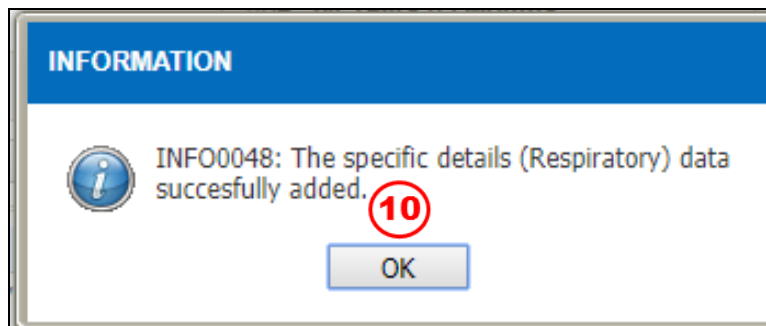 INFORMATION
INFO0048: The specific details (Respiratory) data
succesfully added.
10
OK